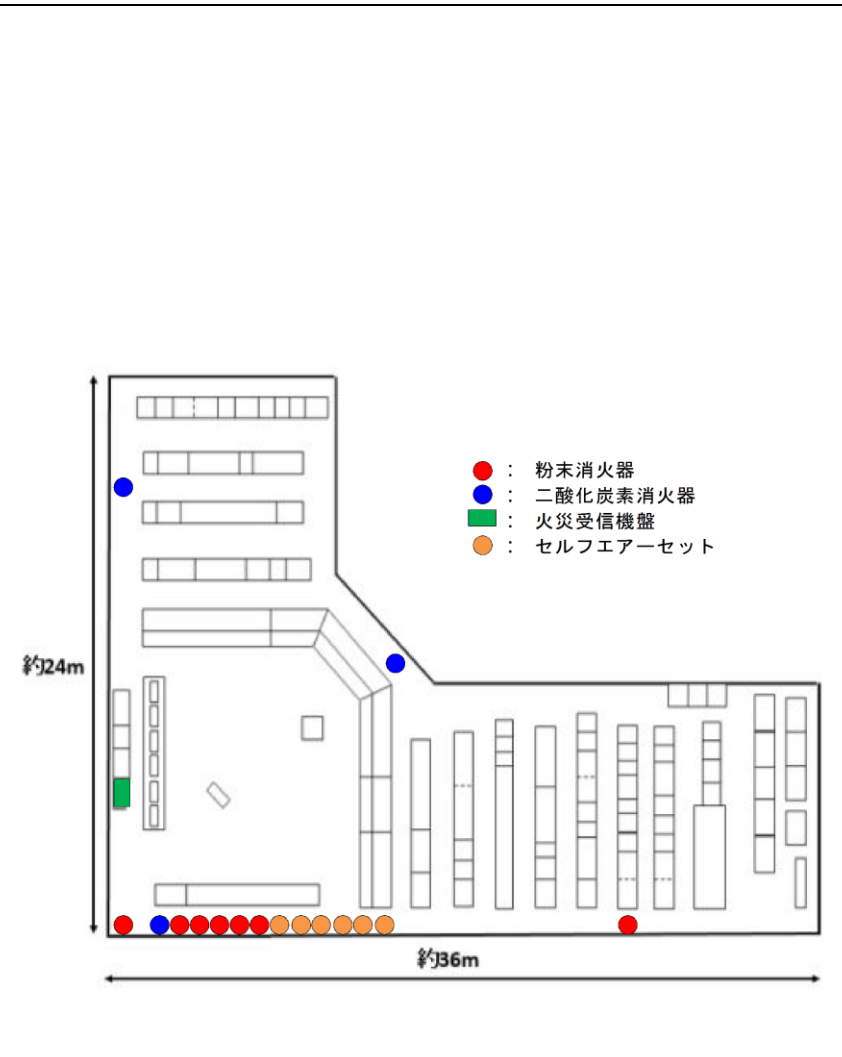 ： 粉末消火器
： 二酸化炭素消火器
： 火災受信機盤
： セルフエアーセット
約24m
約36m